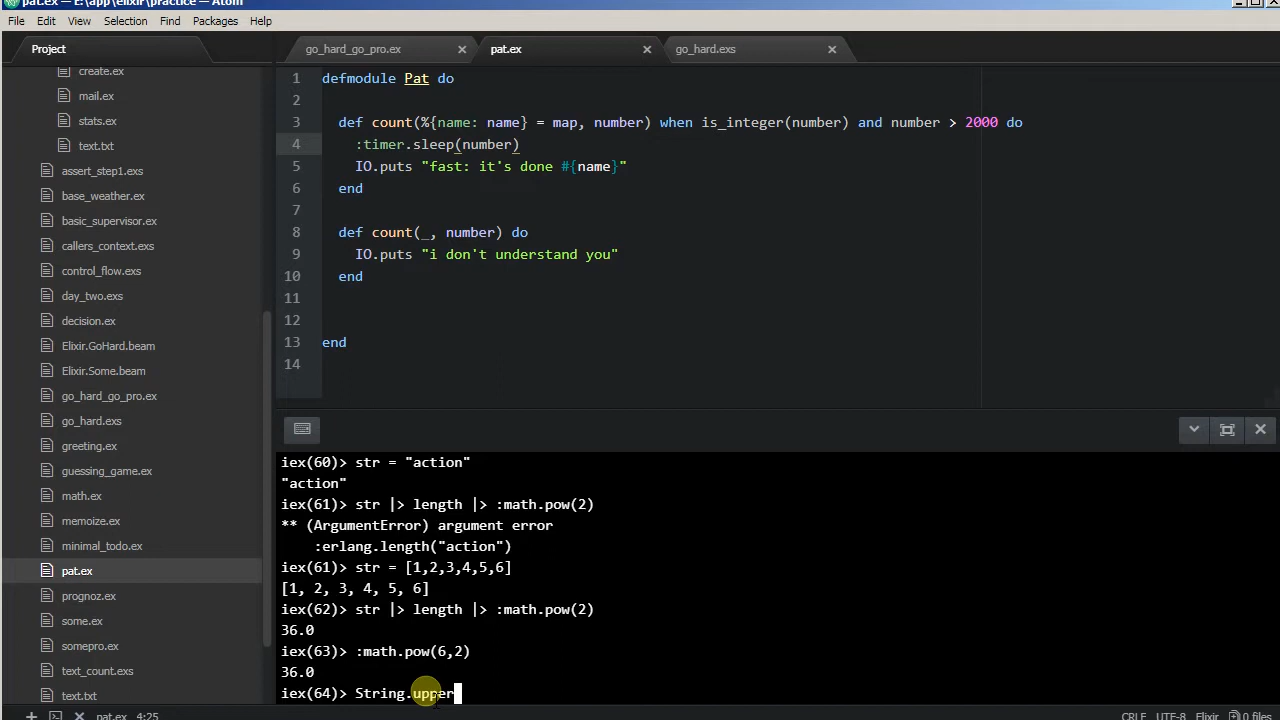 pat.ex — E:\app\elixir\practice — Atom
File Edit View Selection Find Packages Help
Project
go_hard_go_pro.ex pat.ex go_hard.exs
create.ex
mail.ex
stats.ex
text.txt
assert_step1.exs
base_weather.ex
basic_supervisor.ex
callers_context.exs
control_flow.exs
day_two.exs
decision.ex
Elixir.GoHard.beam
Elixir.Some.beam
go_hard_go_pro.ex
go_hard.exs
greeting.ex
guessing_game.ex
math.ex
memoize.ex
minimal_todo.ex
pat.ex
prognoz.ex
some.ex
somepro.ex
text_count.exs
text.txt
1 defmodule Pat do
2
3 def count(%{name: name} = map, number) when is_integer(number) and number > 2000 do
4 :timer.sleep(number)
5 IO.puts "fast: it's done #{name}"
6 end
7
8 def count(_, number) do
9 IO.puts "i don't understand you"
10 end
11
12
13 end
14
iex(60)> str = "action"
"action"
iex(61)> str |> length |> :math.pow(2)
** (ArgumentError) argument error
:erlang.length("action")
iex(61)> str = [1,2,3,4,5,6]
[1, 2, 3, 4, 5, 6]
iex(62)> str |> length |> :math.pow(2)
36.0
iex(63)> :math.pow(6,2)
36.0
iex(64)> String.upper
pat.ex 4:25 CRLF UTF-8 Elixir 0 files